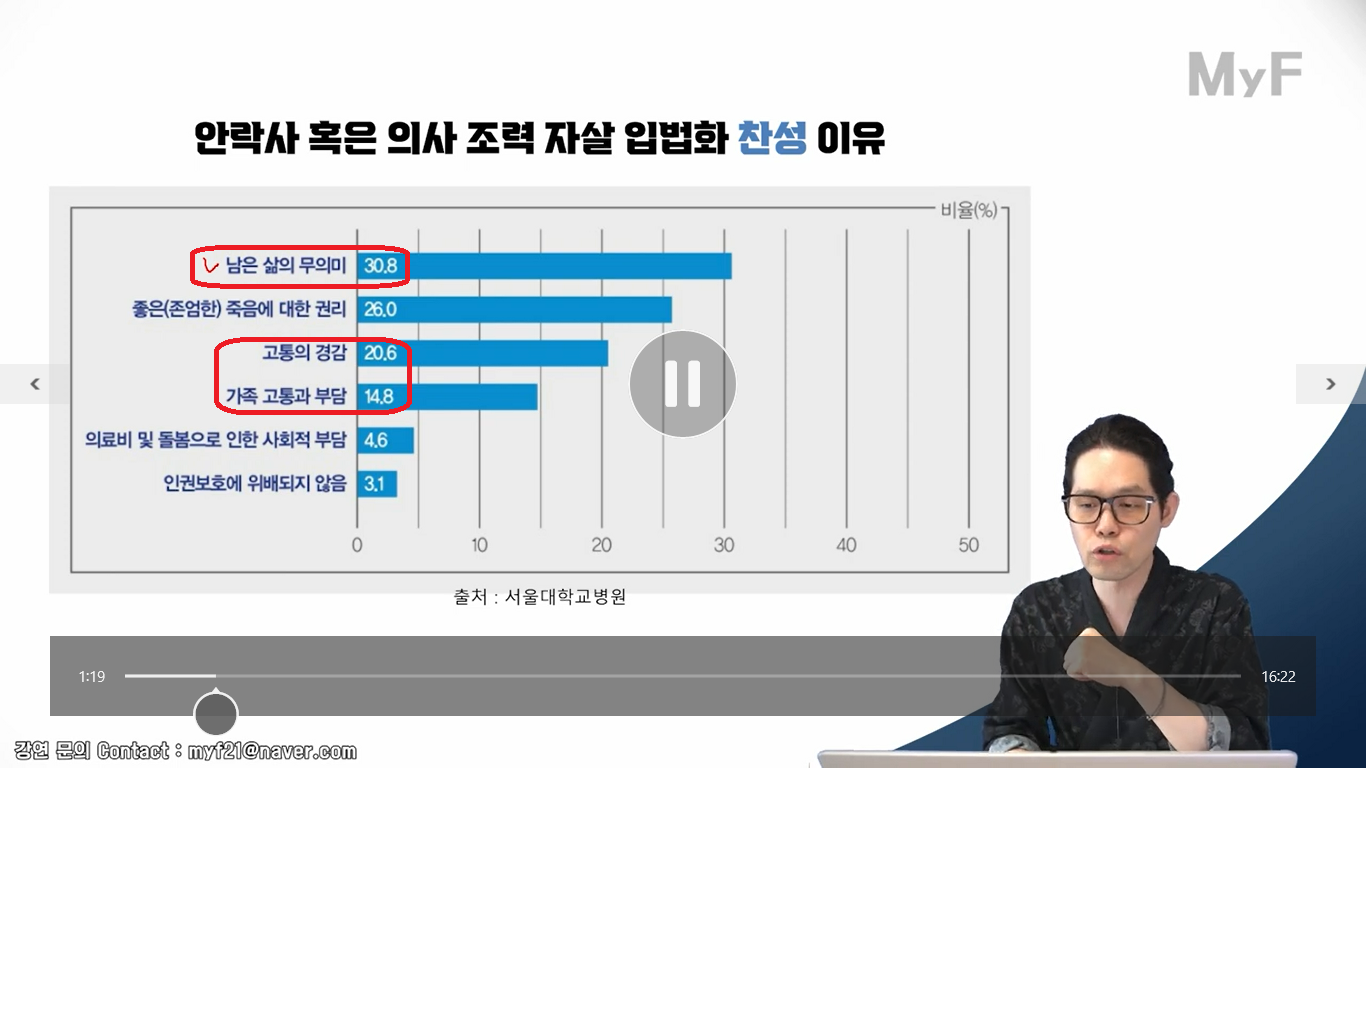 MyF
안락사 혹은 의사 조력 자살 입법화 찬성 이유
비율(%)
남은 삶의 무의미 30.8
좋은(존엄한) 죽음에 대한 권리 26.0
고통의 경감 20.6
가족 고통과 부담 14.8
의료비 및 돌봄으로 인한 사회적 부담 4.6
인권보호에 위배되지 않음 3.1
0 10 20 30 40 50
출처 : 서울대학교병원
1:19 16:22
강연 문의 Contact : myf21@naver.com